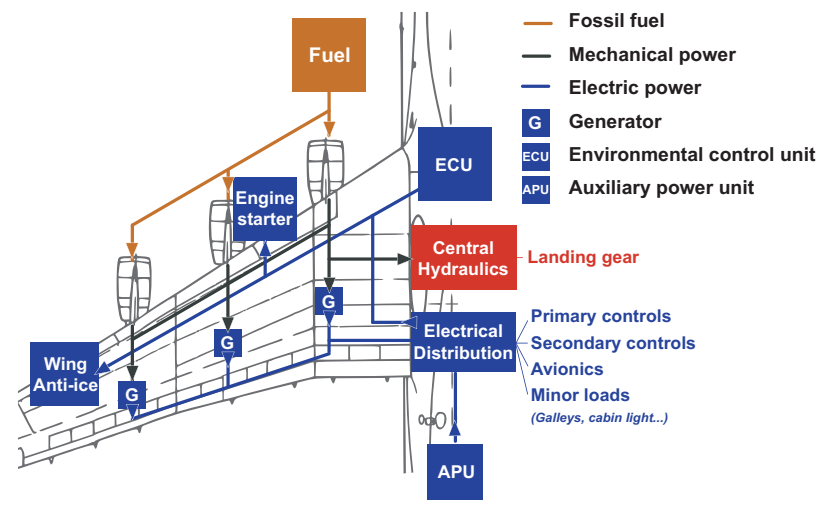 Fuel
Fossil fuel
Mechanical power
Electric power
G
Generator
ECU
Environmental control unit
APU
Auxiliary power unit
ECU
Engine
starter
Central
Hydraulics
Landing gear
G
G
G
Wing
Anti-ice
Electrical
Distribution
Primary controls
Secondary controls
Avionics
Minor loads
(Galleys, cabin light...)
APU